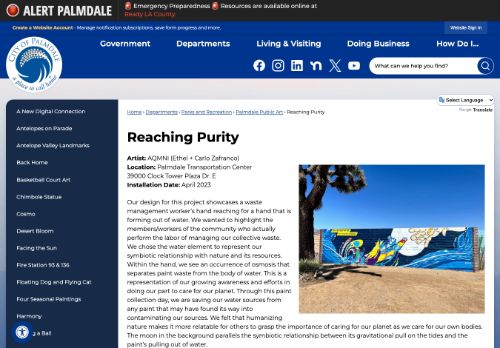 ALERT PALMDALE
🚨 Emergency Preparedness 🚨 Resources are available online at
Ready LA County.
Create a Website Account - Manage notification subscriptions, save form progress and more.
Website Sign In
CITY OF PALMDALE
a place to call home
Government
Departments
Living & Visiting
Doing Business
How Do I...
What can we help you find?
Select Language
Google Translate
A New Digital Connection
Antelopes on Parade
Antelope Valley Landmarks
Back Home
Basketball Court Art
Chimbole Statue
Cosmo
Desert Bloom
Facing the Sun
Fire Station 93 & 136
Floating Dog and Flying Cat
Four Seasonal Paintings
Harmony
g a Ball
Home › Departments › Parks and Recreation › Palmdale Public Art › Reaching Purity
Reaching Purity
Artist: AQMNI (Ethel + Carlo Zafranco)
Location: Palmdale Transportation Center
39000 Clock Tower Plaza Dr. E
Installation Date: April 2023
Our design for this project showcases a waste
management worker's hand reaching for a hand that is
forming out of water. We wanted to highlight the
members/workers of the community who actually
perform the labor of managing our collective waste.
We chose the water element to represent our
symbiotic relationship with nature and its resources.
Within the hand, we see an occurrence of osmosis that
separates paint waste from the body of water. This is a
representation of our growing awareness and efforts in
doing our part to care for our planet. Through this paint
collection day, we are saving our water sources from
any paint that may have found its way into
contaminating our sources. We felt that humanizing
nature makes it more relatable for others to grasp the importance of caring for our planet as we care for our own bodies.
The moon in the background parallels the symbiotic relationship between its gravitational pull on the tides and the
paint's pulling out of water.